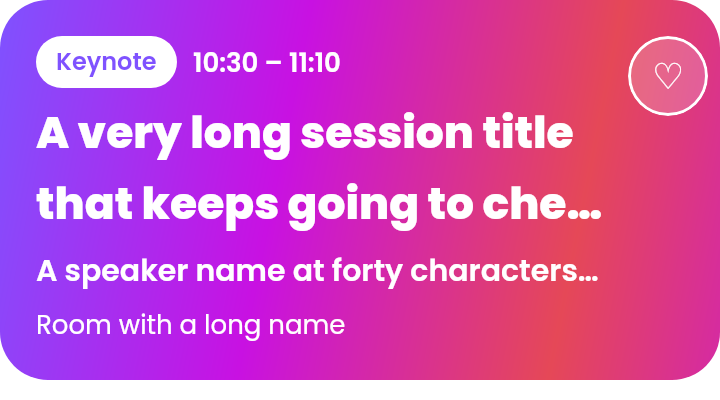 Keynote 10:30 – 11:10
A very long session title
that keeps going to che...
A speaker name at forty characters...
Room with a long name